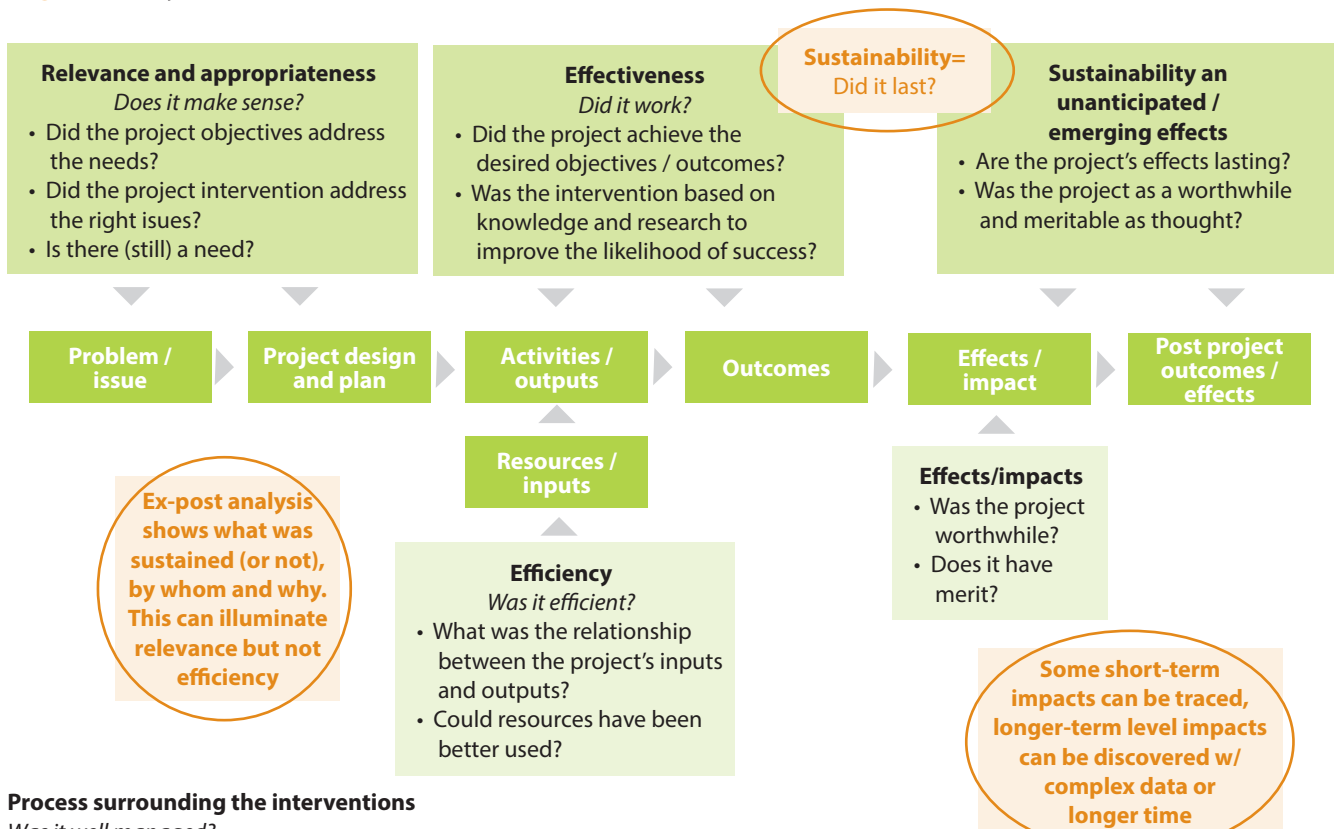 Relevance and appropriateness
Does it make sense?
• Did the project objectives address
the needs?
• Did the project intervention address
the right isues?
• Is there (still) a need?
Effectiveness
Did it work?
• Did the project achieve the
desired objectives / outcomes?
• Was the intervention based on
knowledge and research to
improve the likelihood of success?
Sustainability=
Did it last?
Sustainability an
unanticipated /
emerging effects
• Are the project's effects lasting?
• Was the project as a worthwhile
and meritable as thought?
Problem /
issue
Project design
and plan
Activities /
outputs
Outcomes
Effects /
impact
Post project
outcomes /
effects
Resources /
inputs
Ex-post analysis
shows what was
sustained (or not),
by whom and why.
This can illuminate
relevance but not
efficiency
Efficiency
Was it efficient?
• What was the relationship
between the project's inputs
and outputs?
• Could resources have been
better used?
Effects/impacts
• Was the project
worthwhile?
• Does it have
merit?
Some short-term
impacts can be traced,
longer-term level impacts
can be discovered w/
complex data or
longer time
Process surrounding the interventions
Was it well managed?